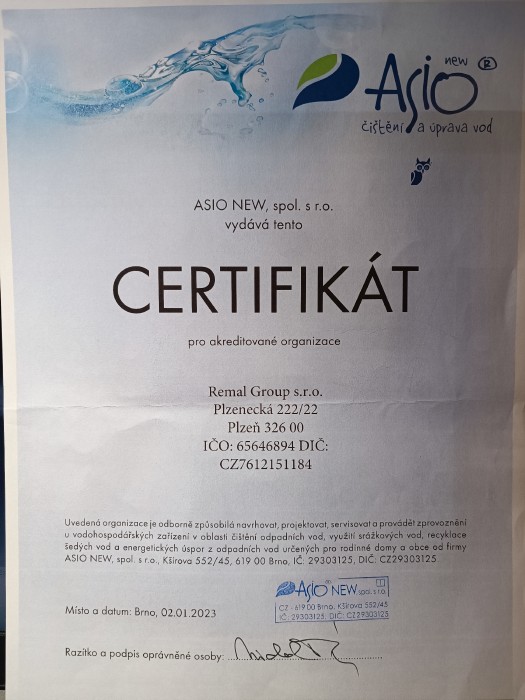 new ®
Asio
čištění a úprava vod
ASIO NEW, spol. s r.o.
vydává tento
CERTIFIKÁT
pro akreditované organizace
Remal Group s.r.o.
Plzenecká 222/22
Plzeň 326 00
IČO: 65646894 DIČ:
CZ7612151184
Uvedená organizace je odborně způsobilá navrhovat, projektovat, servisovat a provádět zprovoznění
u vodohospodářských zařízení v oblasti čištění odpadních vod, využití srážkových vod, recyklace
šedých vod a energetických úspor z odpadních vod určených pro rodinné domy a obce od firmy
ASIO NEW, spol. s r.o., Kšírova 552/45, 619 00 Brno, IČ: 29303125, DIČ: CZ29303125.
Asio NEW spol. s r.o. 1
CZ - 619 00 Brno, Kšírova 552/45
IČ: 29303125, DIČ: CZ29303125
Místo a datum: Brno, 02.01.2023
Razítko a podpis oprávněné osoby: